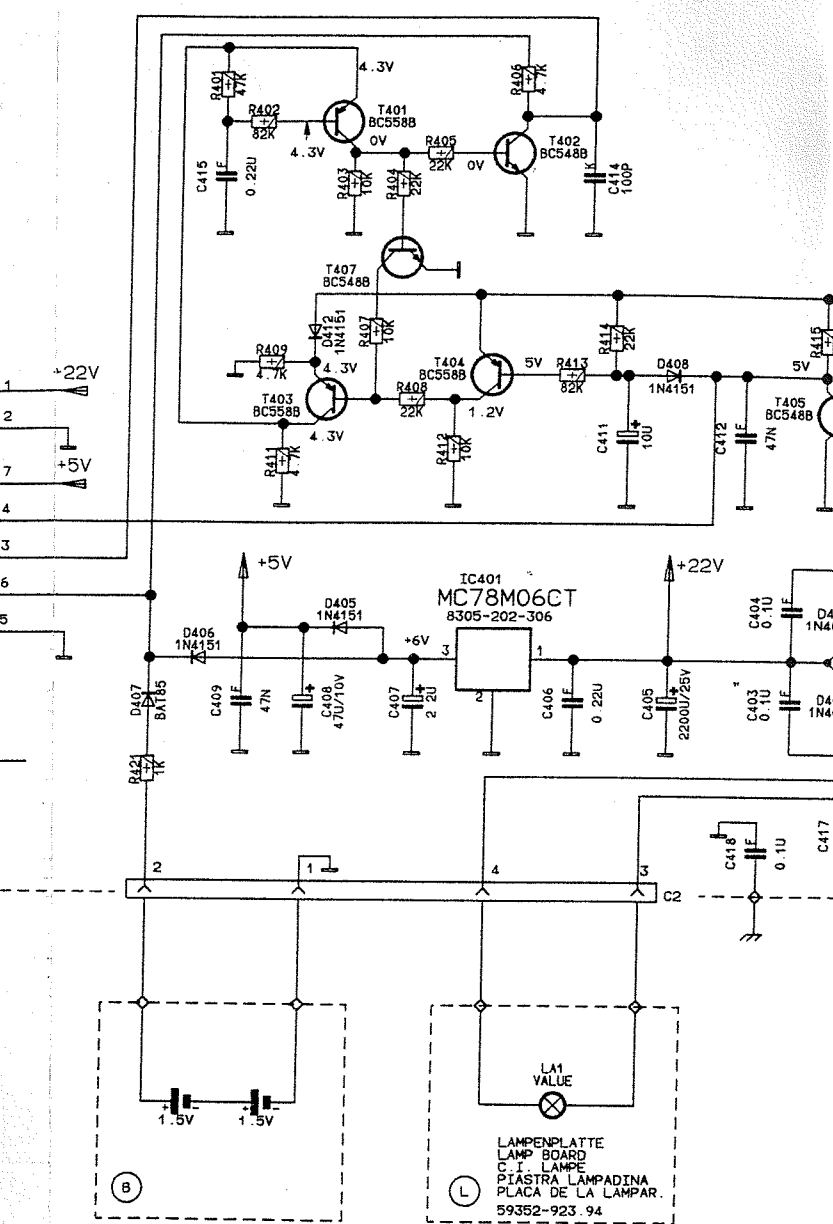 R401
47K
4.3V
R406
4.7K
R402
82K
T401
BC558B
0V
4.3V
R405
22K
0V
T402
BC548B
C415
F
0.22U
R403
10K
R404
22K
K
C414
100P
T407
BC548B
D412
1N4151
R407
10K
R409
4.7K
4.3V
T403
BC558B
4.3V
R411
4.7K
R408
22K
T404
BC558B
1.2V
R412
10K
5V
R413
82K
R414
22K
D408
1N4151
C411
+
10U
C412
F
47N
R415
5V
T405
BC548B
1
+22V
2
7
+5V
4
3
6
5
+5V
D405
1N4151
D406
1N4151
+6V
IC401
MC78M06CT
8305-202-306
3
1
2
+22V
D407
BAT85
C409
F
47N
C408
+
47U/10V
C407
+
2.2U
C406
F
0.22U
C405
+
2200U/25V
C404
F
0.1U
C403
F
0.1U
R421
1K
C418
F
0.1U
C417
2
1
4
3
C2
+
-
1.5V
+
-
1.5V
B
LA1
VALUE
L
LAMPENPLATTE
LAMP BOARD
C.I. LAMPE
PIASTRA LAMPADINA
PLACA DE LA LAMPAR.
59352-923.94